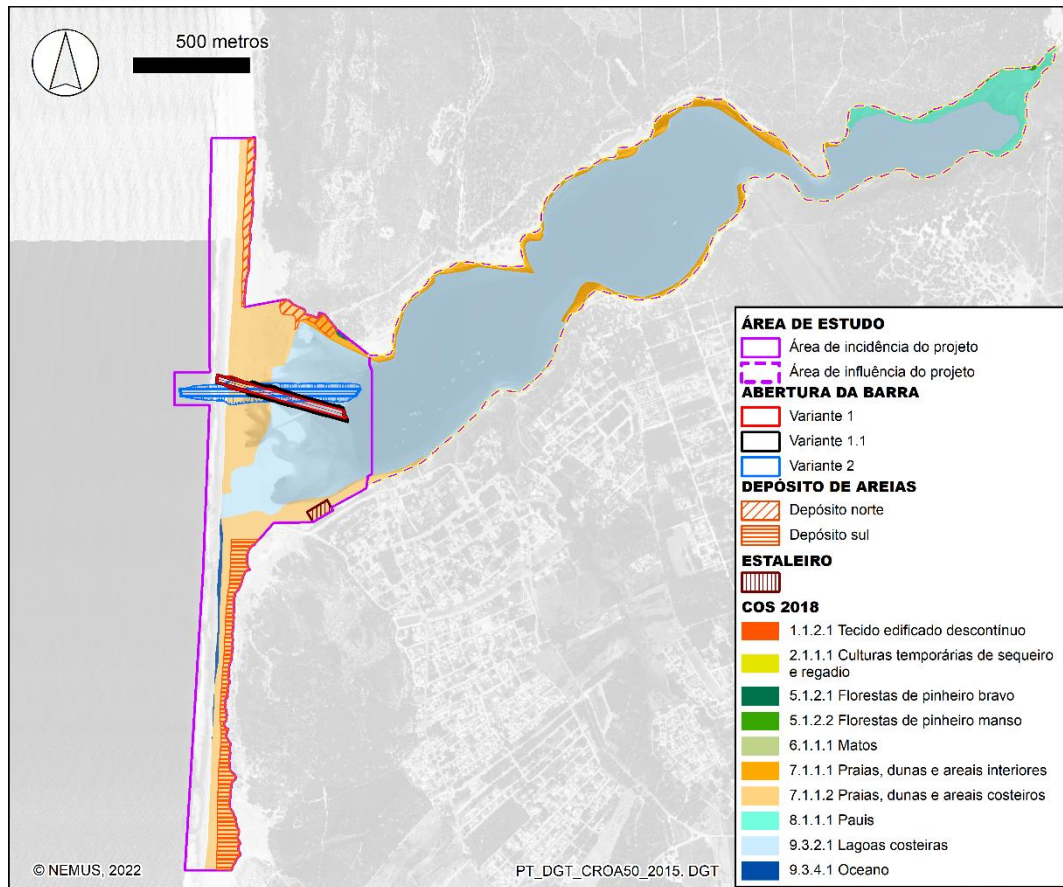 500 metros
ÁREA DE ESTUDO
Área de incidência do projeto
Área de influência do projeto
ABERTURA DA BARRA
Variante 1
Variante 1.1
Variante 2
DEPÓSITO DE AREIAS
Depósito norte
Depósito sul
ESTALEIRO
COS 2018
1.1.2.1 Tecido edificado descontínuo
2.1.1.1 Culturas temporárias de sequeiro
e regadio
5.1.2.1 Florestas de pinheiro bravo
5.1.2.2 Florestas de pinheiro manso
6.1.1.1 Matos
7.1.1.1 Praias, dunas e areais interiores
7.1.1.2 Praias, dunas e areais costeiros
8.1.1.1 Pauis
9.3.2.1 Lagoas costeiras
9.3.4.1 Oceano
© NEMUS, 2022
PT_DGT_CROA50_2015. DGT